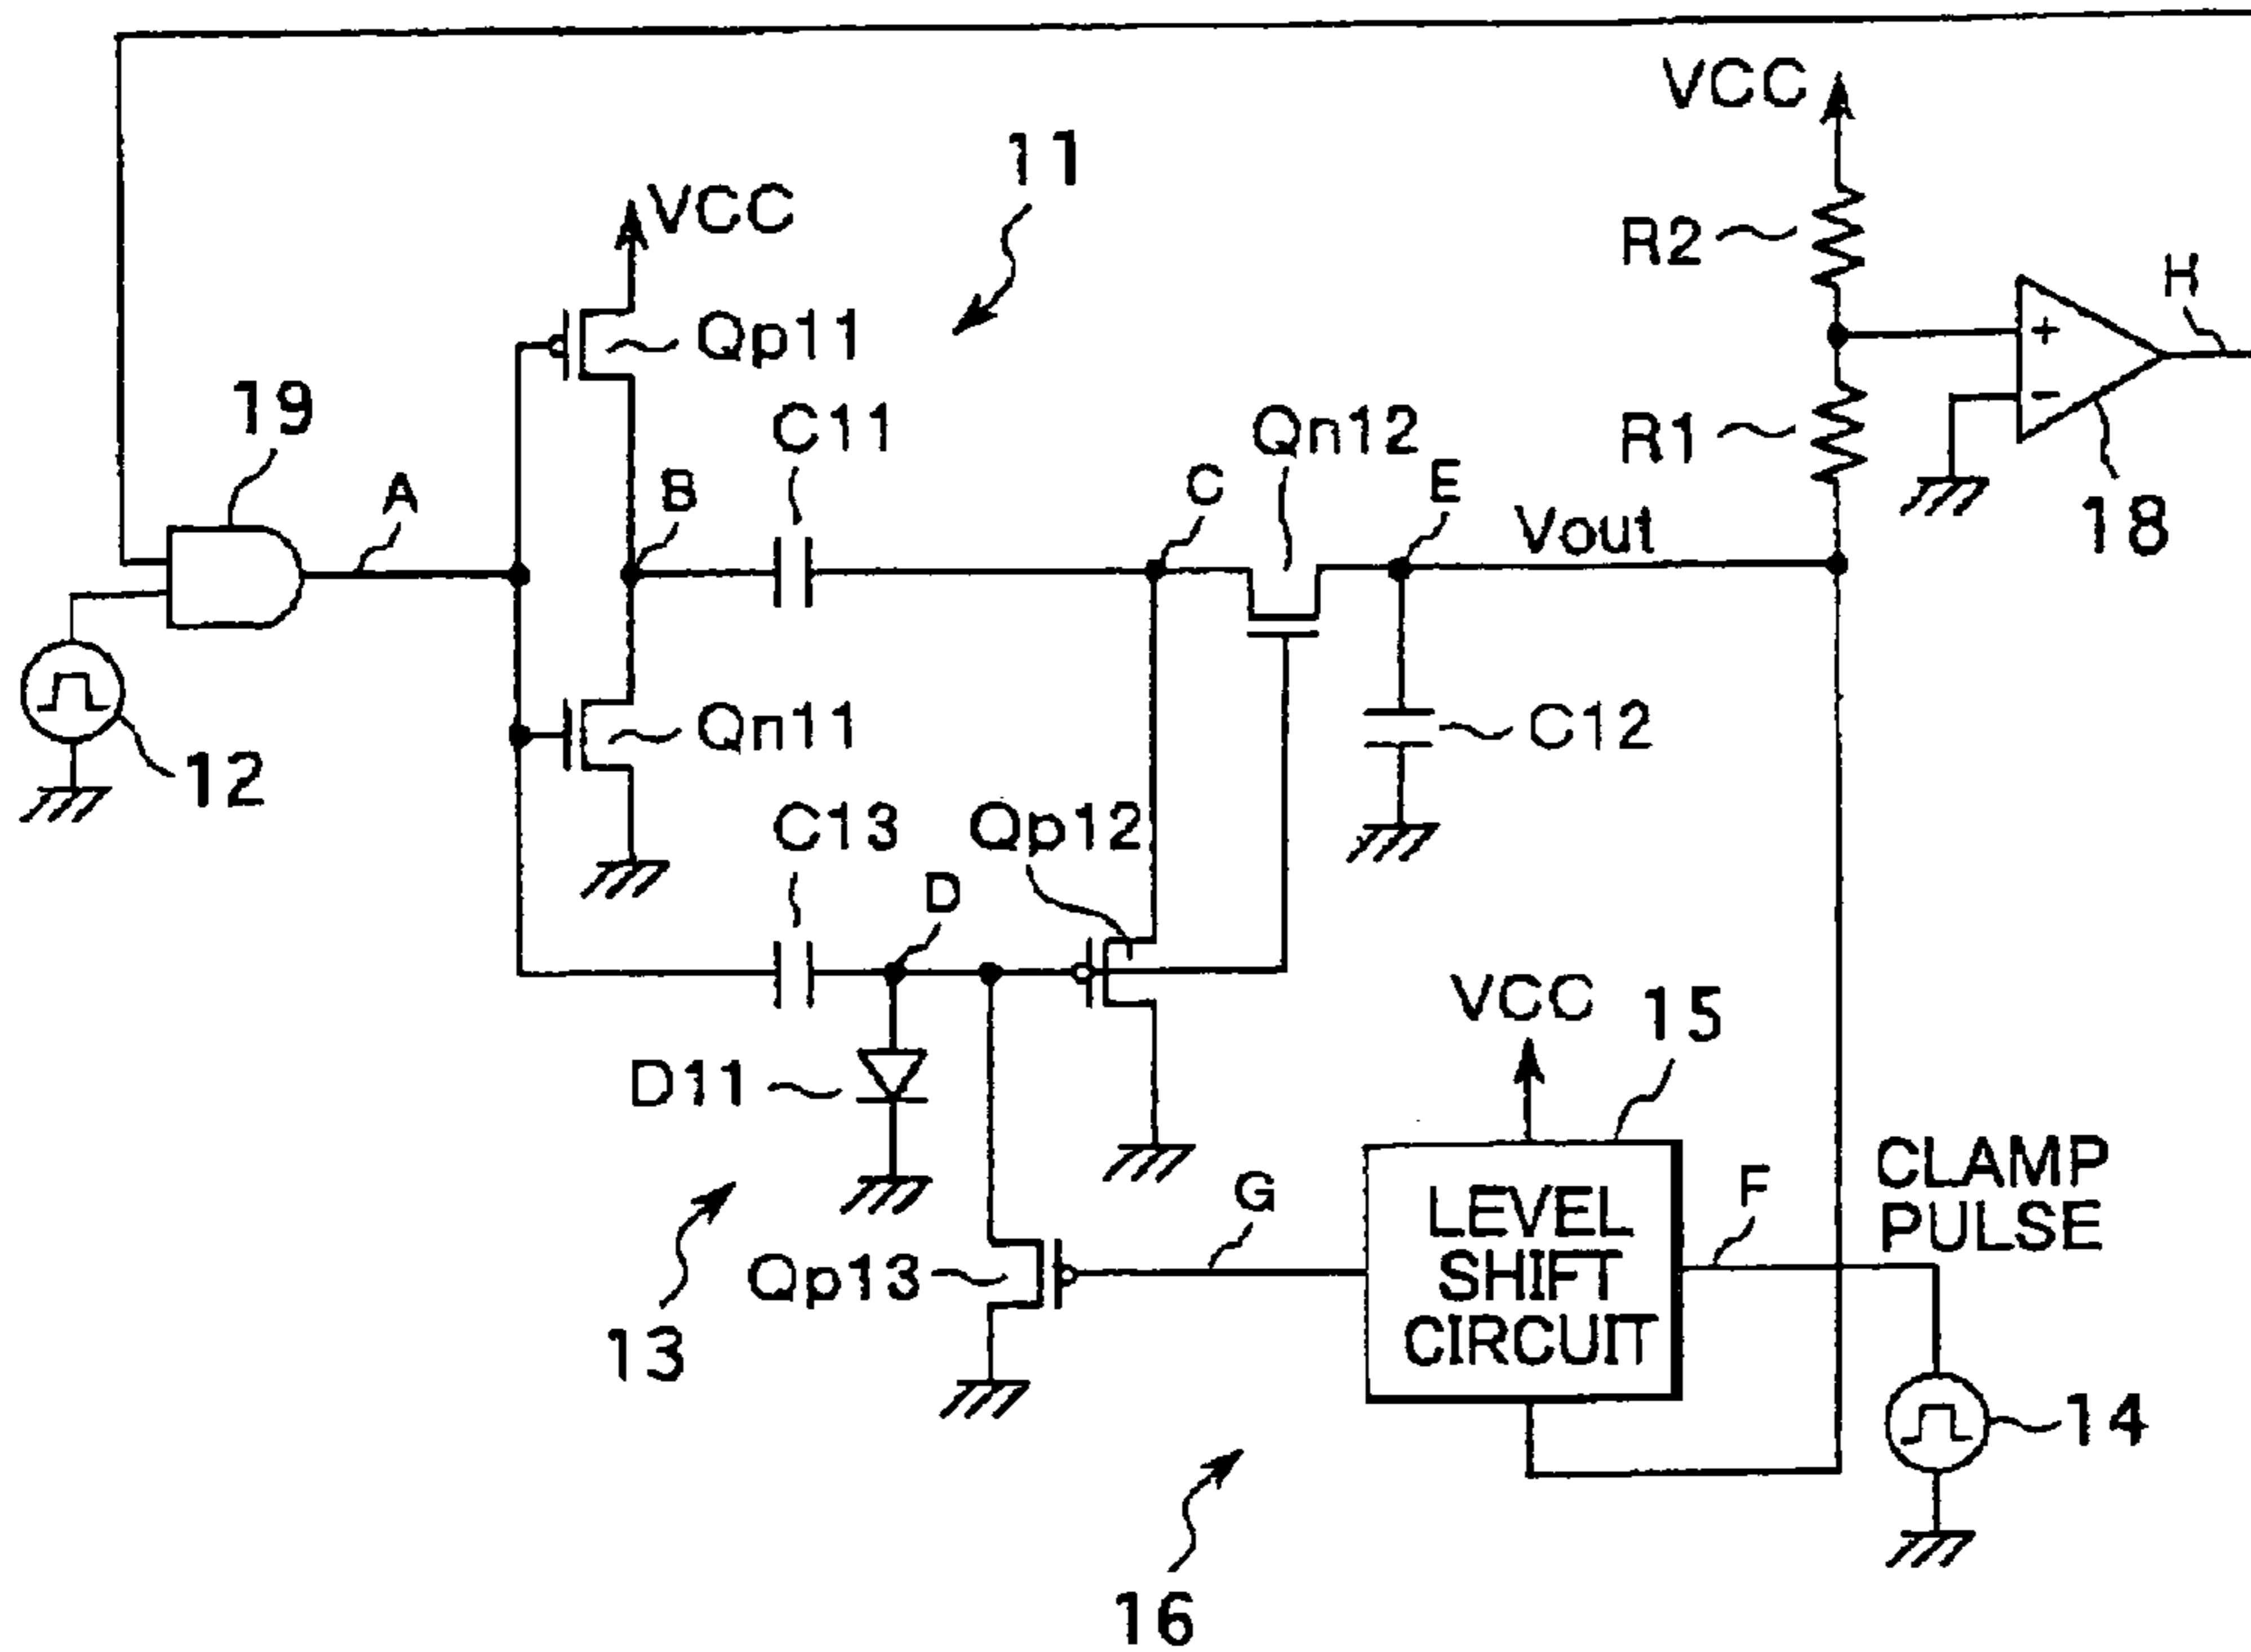 VCC
11
VCC
R2
H
Qp11
+
19
C11
Qn12
R1
−
A
B
C
E
Vout
18
Qn11
C12
12
C13
Qp12
D
VCC
15
D11
CLAMP
PULSE
G
F
LEVEL
SHIFT
CIRCUIT
Qp13
13
14
16